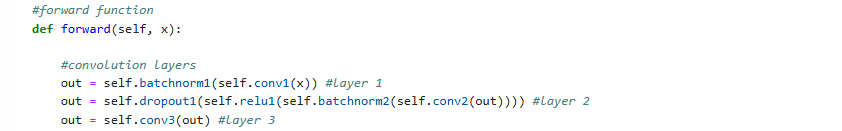 #forward function
def forward(self, x):
#convolution layers
out = self.batchnorm1(self.conv1(x)) #layer 1
out = self.dropout1(self.relu1(self.batchnorm2(self.conv2(out)))) #layer 2
out = self.conv3(out) #layer 3